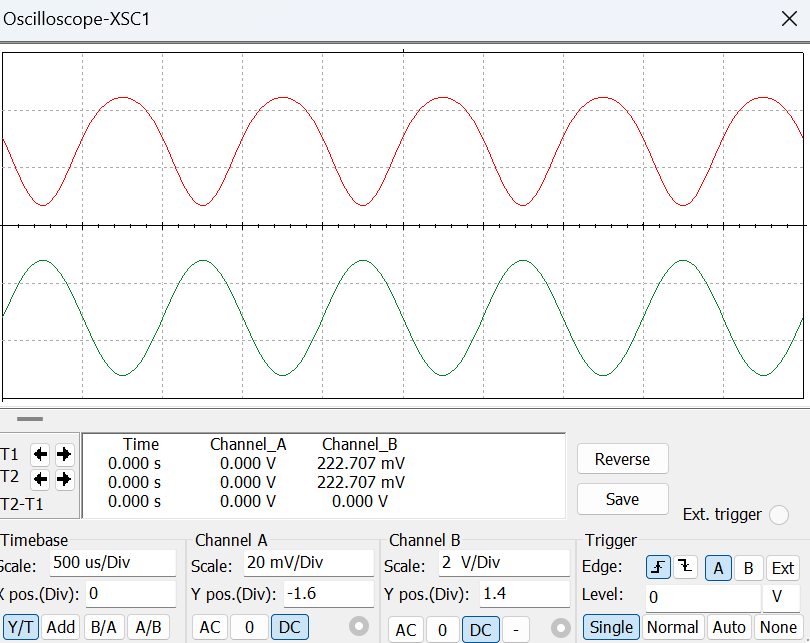 Oscilloscope-XSC1
Time Channel_A Channel_B
T1 0.000 s 0.000 V 222.707 mV
T2 0.000 s 0.000 V 222.707 mV
T2-T1 0.000 s 0.000 V 0.000 V
Reverse
Save
Ext. trigger
Timebase Channel A Channel B Trigger
Scale: 500 us/Div Scale: 20 mV/Div Scale: 2 V/Div Edge: A B Ext
X pos.(Div): 0 Y pos.(Div): -1.6 Y pos.(Div): 1.4 Level: 0 V
Y/T Add B/A A/B AC 0 DC AC 0 DC - Single Normal Auto None